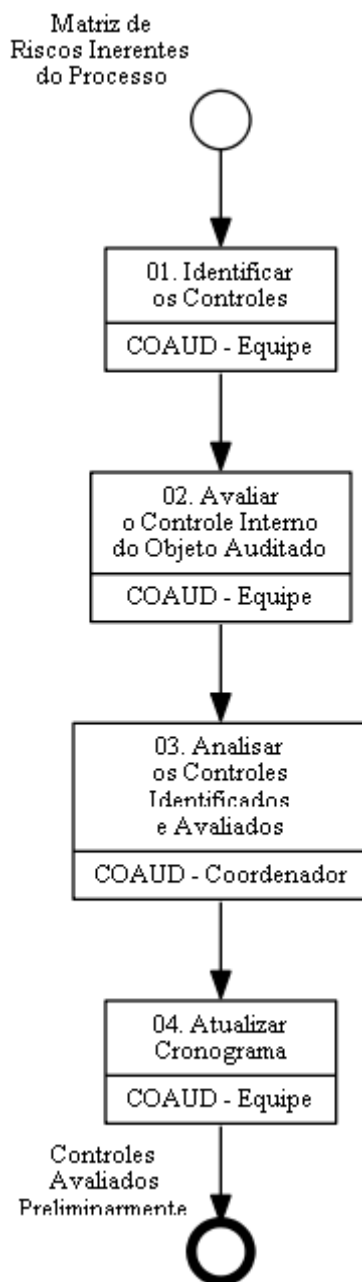 Matriz de
Riscos Inerentes
do Processo
01. Identificar
os Controles
COAUD - Equipe
02. Avaliar
o Controle Interno
do Objeto Auditado
COAUD - Equipe
03. Analisar
os Controles
Identificados
e Avaliados
COAUD - Coordenador
04. Atualizar
Cronograma
COAUD - Equipe
Controles
Avaliados
Preliminarmente